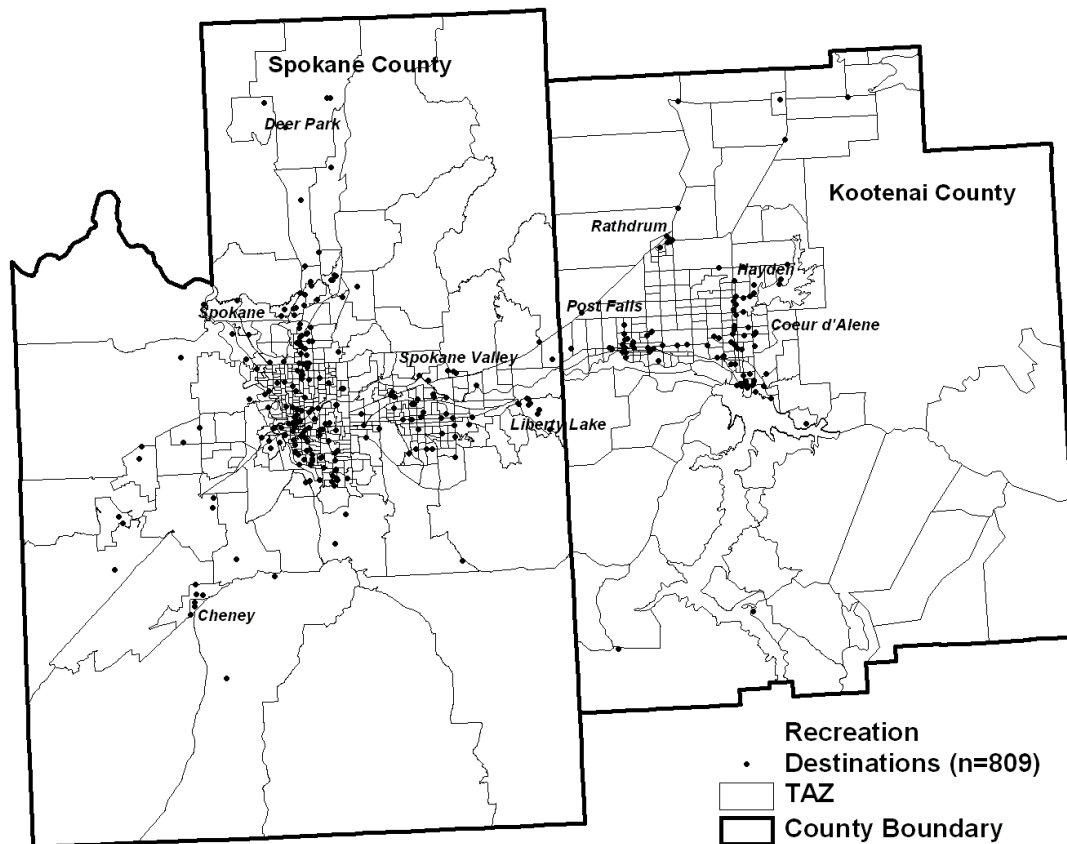 Spokane County
Deer Park
Kootenai County
Rathdrum
Hayden
Post Falls
Spokane
Coeur d'Alene
Spokane Valley
Liberty Lake
Cheney
Recreation
Destinations (n=809)
TAZ
County Boundary